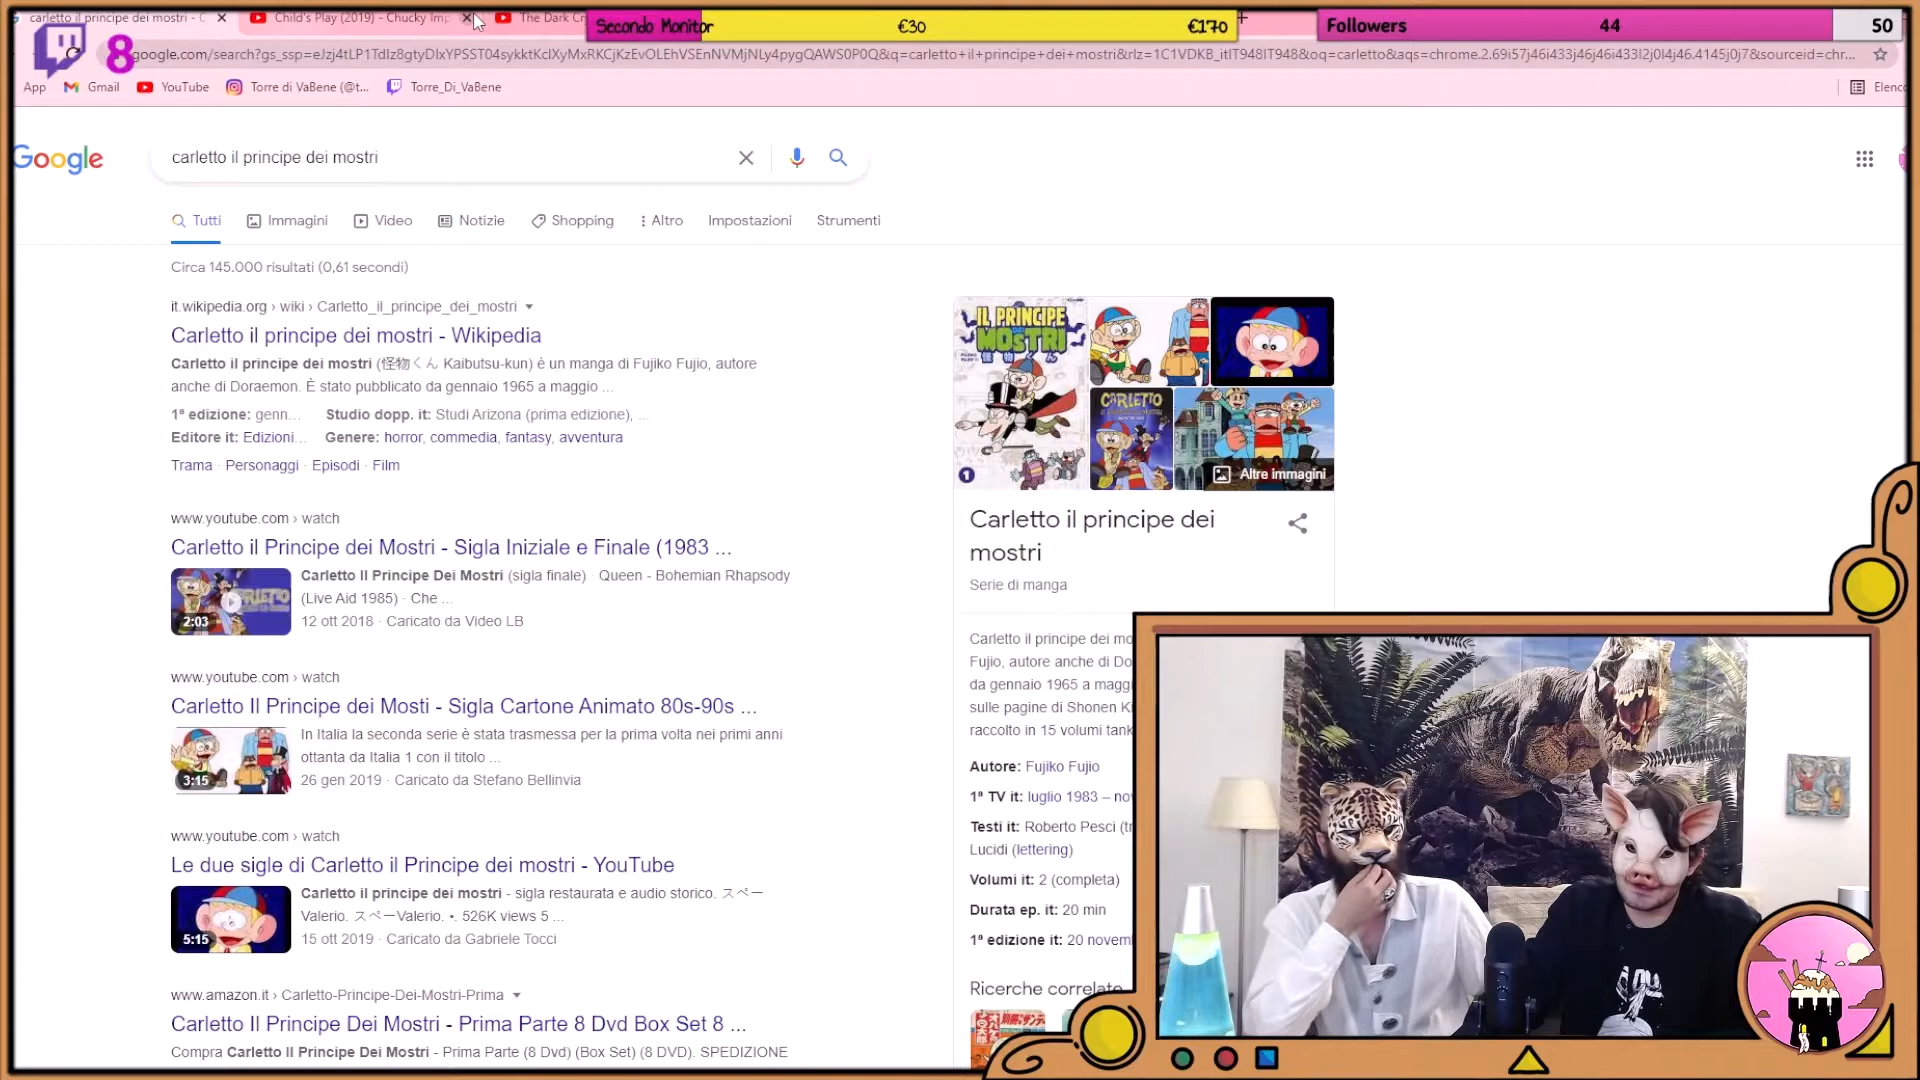 carletto il principe dei mostri - C
Child's Play (2019) - Chucky Imp
The Dark Cr
Secondo Monitor
€30
€170
Followers
44
50
8
google.com/search?gs_ssp=eJzj4tLP1TdIz8gtyDIxYPSST04sykktKclXyMxRKCjKzEvOLEhVSEnNVMjNLy4pygQAWS0P0Q&q=carletto+il+principe+dei+mostri&rlz=1C1VDKB_itIT948IT948&oq=carletto&aqs=chrome.2.69i57j46i433j46j46i433l2j0l4j46.4145j0j7&sourceid=chr...
App
Gmail
YouTube
Torre di VaBene (@t...
Torre_Di_VaBene
Elenco
Google
carletto il principe dei mostri
Tutti
Immagini
Video
Notizie
Shopping
Altro
Impostazioni
Strumenti
Circa 145.000 risultati (0,61 secondi)
it.wikipedia.org › wiki › Carletto_il_principe_dei_mostri
Carletto il principe dei mostri - Wikipedia
Carletto il principe dei mostri (怪物くん Kaibutsu-kun) è un manga di Fujiko Fujio, autore
anche di Doraemon. È stato pubblicato da gennaio 1965 a maggio ...
1ª edizione: genn... Studio dopp. it: Studi Arizona (prima edizione), ...
Editore it: Edizioni... Genere: horror, commedia, fantasy, avventura
Trama · Personaggi · Episodi · Film
www.youtube.com › watch
Carletto il Principe dei Mostri - Sigla Iniziale e Finale (1983 ...
Carletto Il Principe Dei Mostri (sigla finale) · Queen - Bohemian Rhapsody
(Live Aid 1985) · Che ...
2:03
12 ott 2018 · Caricato da Video LB
www.youtube.com › watch
Carletto Il Principe dei Mosti - Sigla Cartone Animato 80s-90s ...
In Italia la seconda serie è stata trasmessa per la prima volta nei primi anni
ottanta da Italia 1 con il titolo ...
3:15
26 gen 2019 · Caricato da Stefano Bellinvia
www.youtube.com › watch
Le due sigle di Carletto il Principe dei mostri - YouTube
Carletto il principe dei mostri - sigla restaurata e audio storico. スペー
Valerio. スペーValerio. •. 526K views 5 ...
5:15
15 ott 2019 · Caricato da Gabriele Tocci
www.amazon.it › Carletto-Principe-Dei-Mostri-Prima
Carletto Il Principe Dei Mostri - Prima Parte 8 Dvd Box Set 8 ...
Compra Carletto Il Principe Dei Mostri - Prima Parte (8 Dvd) (Box Set) (8 DVD). SPEDIZIONE
IL PRINCIPE
MOSTRI
怪物くん
1
CARLETTO
Altre immagini
Carletto il principe dei
mostri
Serie di manga
Carletto il principe dei mo
Fujio, autore anche di Do
da gennaio 1965 a magg
sulle pagine di Shonen K
raccolto in 15 volumi tank
Autore: Fujiko Fujio
1ª TV it: luglio 1983 – no
Testi it: Roberto Pesci (tr
Lucidi (lettering)
Volumi it: 2 (completa)
Durata ep. it: 20 min
1ª edizione it: 20 novem
Ricerche correlate